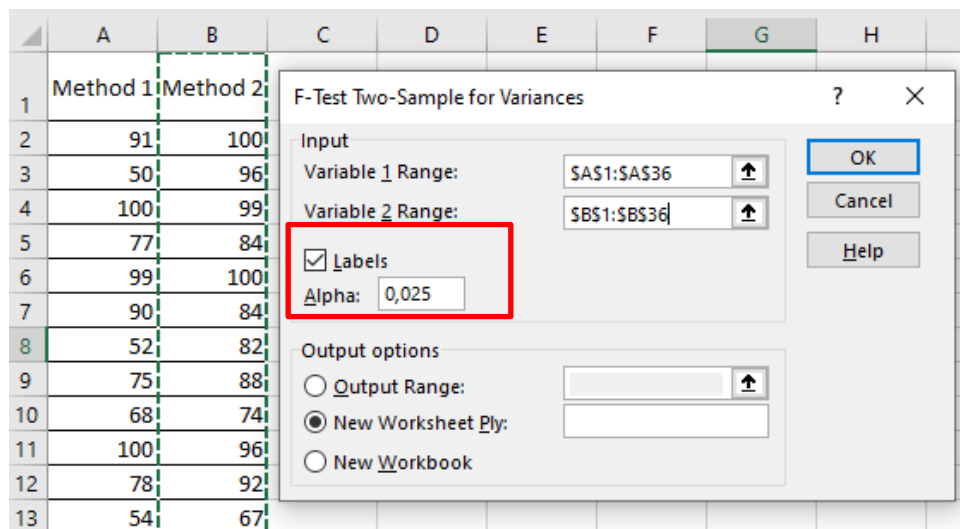 A B C D E F G H
1 Method 1 Method 2
2 91 100
3 50 96
4 100 99
5 77 84
6 99 100
7 90 84
8 52 82
9 75 88
10 68 74
11 100 96
12 78 92
13 54 67
F-Test Two-Sample for Variances ? ×
Input
Variable 1 Range: $A$1:$A$36
Variable 2 Range: $B$1:$B$36
Labels
Alpha: 0,025
OK
Cancel
Help
Output options
Output Range:
New Worksheet Ply:
New Workbook